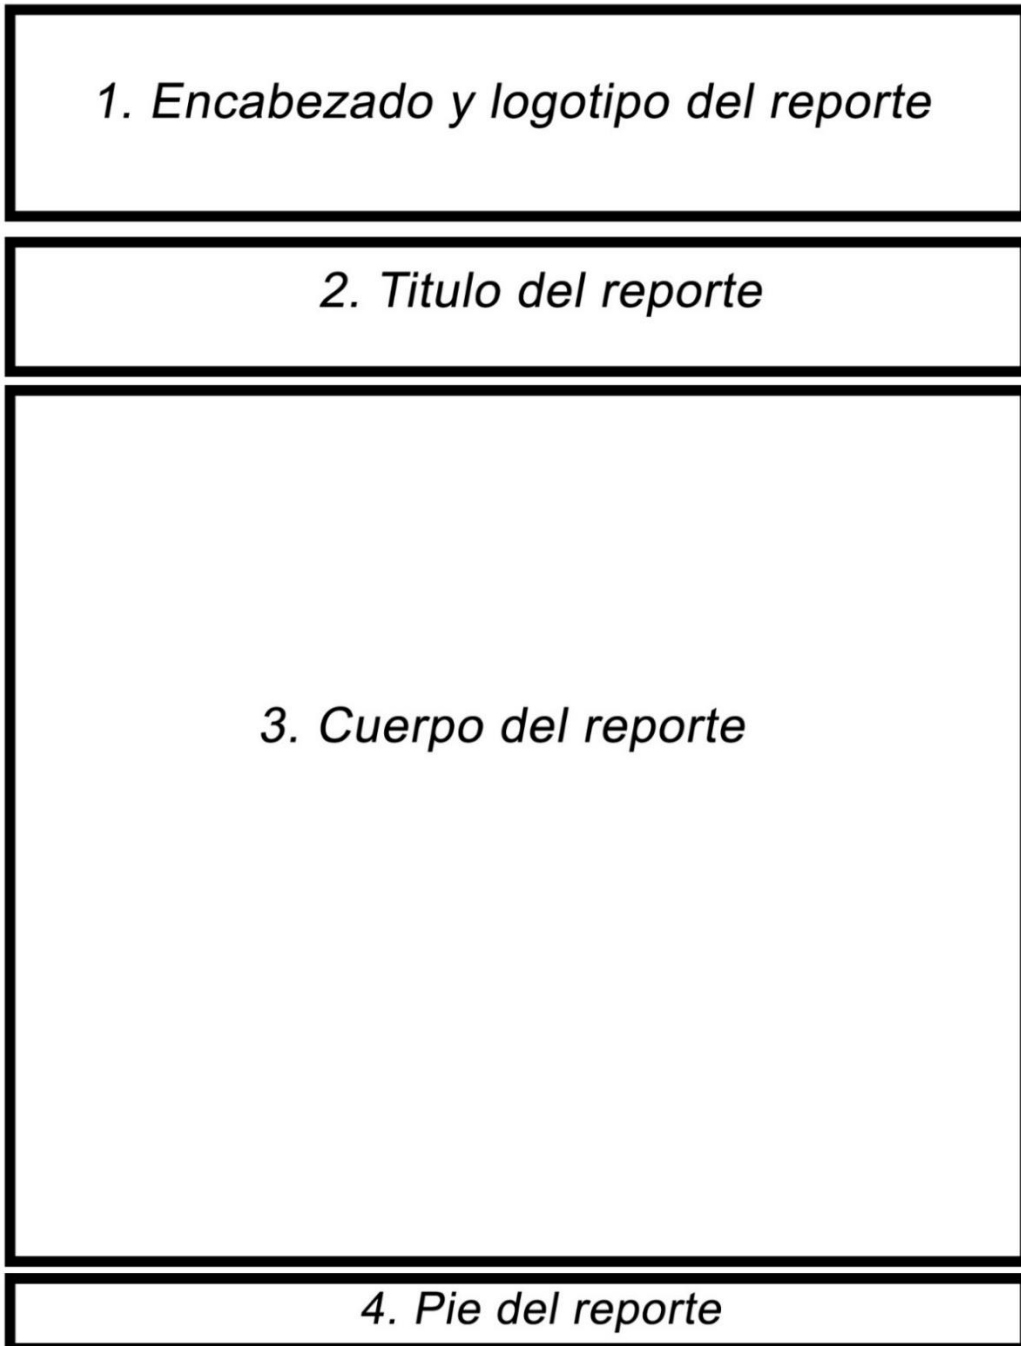 1. Encabezado y logotipo del reporte
2. Titulo del reporte
3. Cuerpo del reporte
4. Pie del reporte